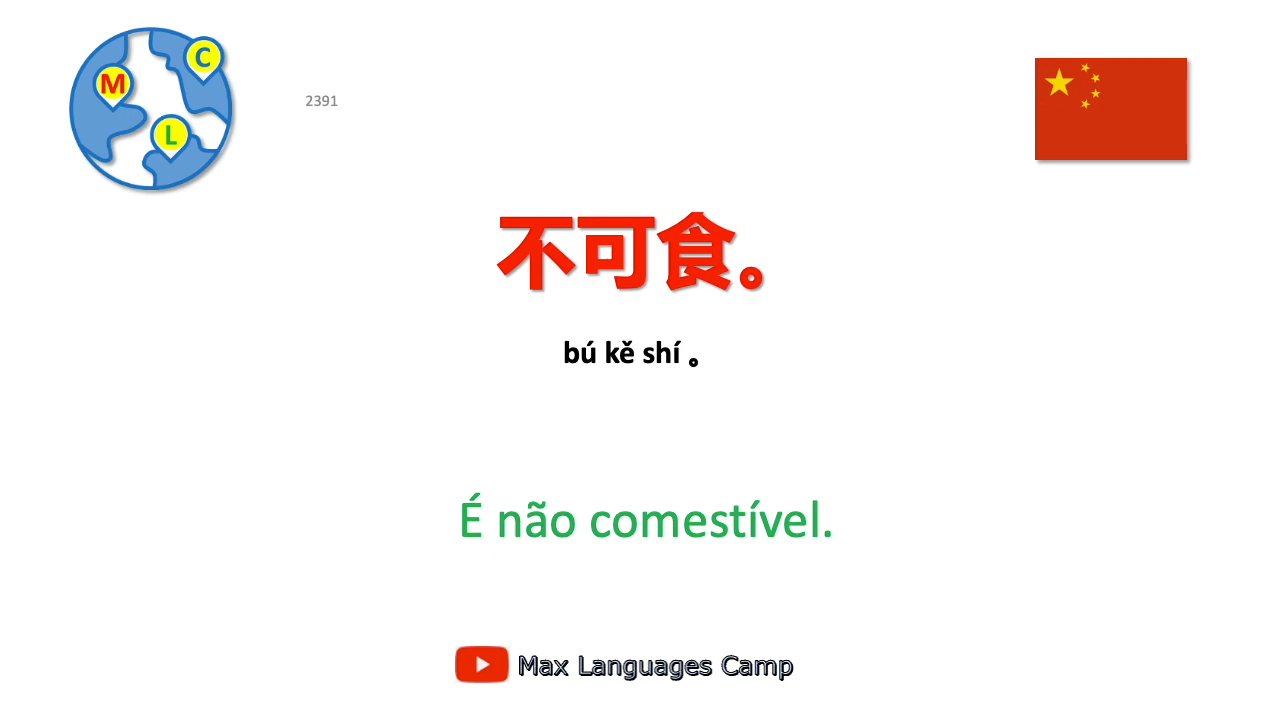 C
M
L
2391
不可食。
bú kě shí 。
É não comestível.
Max Languages Camp